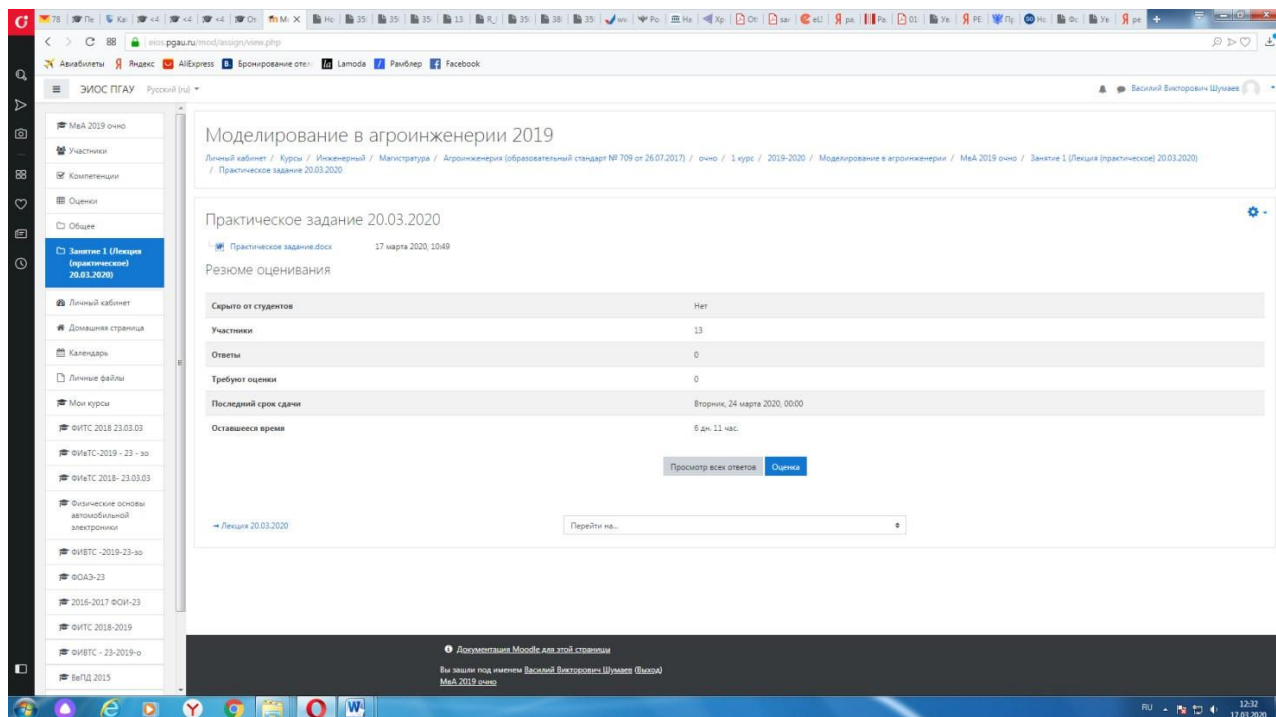 eios.pgau.ru/mod/assign/view.php
Авиабилеты Яндекс AliExpress Бронирование отел Lamoda Рамблер Facebook
ЭИОС ПГАУ Русский (ru)
Василий Викторович Шумаев
МвА 2019 очно
Участники
Компетенции
Оценки
Общее
Занятие 1 (Лекция
(практическое)
20.03.2020)
Личный кабинет
Домашняя страница
Календарь
Личные файлы
Мои курсы
ФИТС 2018 23.03.03
ФИвТС-2019 - 23 - зо
ФИвТС 2018- 23.03.03
Физические основы
автомобильной
электроники
ФИВТС -2019-23-зо
ФОАЭ-23
2016-2017 ФОИ-23
ФИТС 2018-2019
ФИВТС - 23-2019-о
ВвПД 2015
Моделирование в агроинженерии 2019
Личный кабинет / Курсы / Инженерный / Магистратура / Агроинженерия (образовательный стандарт № 709 от 26.07.2017) / очно / 1 курс / 2019-2020 / Моделирование в агроинженерии / МвА 2019 очно / Занятие 1 (Лекция (практическое) 20.03.2020)
/ Практическое задание 20.03.2020
Практическое задание 20.03.2020
Практическое задание.docx 17 марта 2020, 10:49
Резюме оценивания
Скрыто от студентов Нет
Участники 13
Ответы 0
Требуют оценки 0
Последний срок сдачи Вторник, 24 марта 2020, 00:00
Оставшееся время 6 дн. 11 час.
Просмотр всех ответов Оценка
→ Лекция 20.03.2020 Перейти на...
Документация Moodle для этой страницы
Вы зашли под именем Василий Викторович Шумаев (Выход)
МвА 2019 очно
RU 12:32
17.03.2020